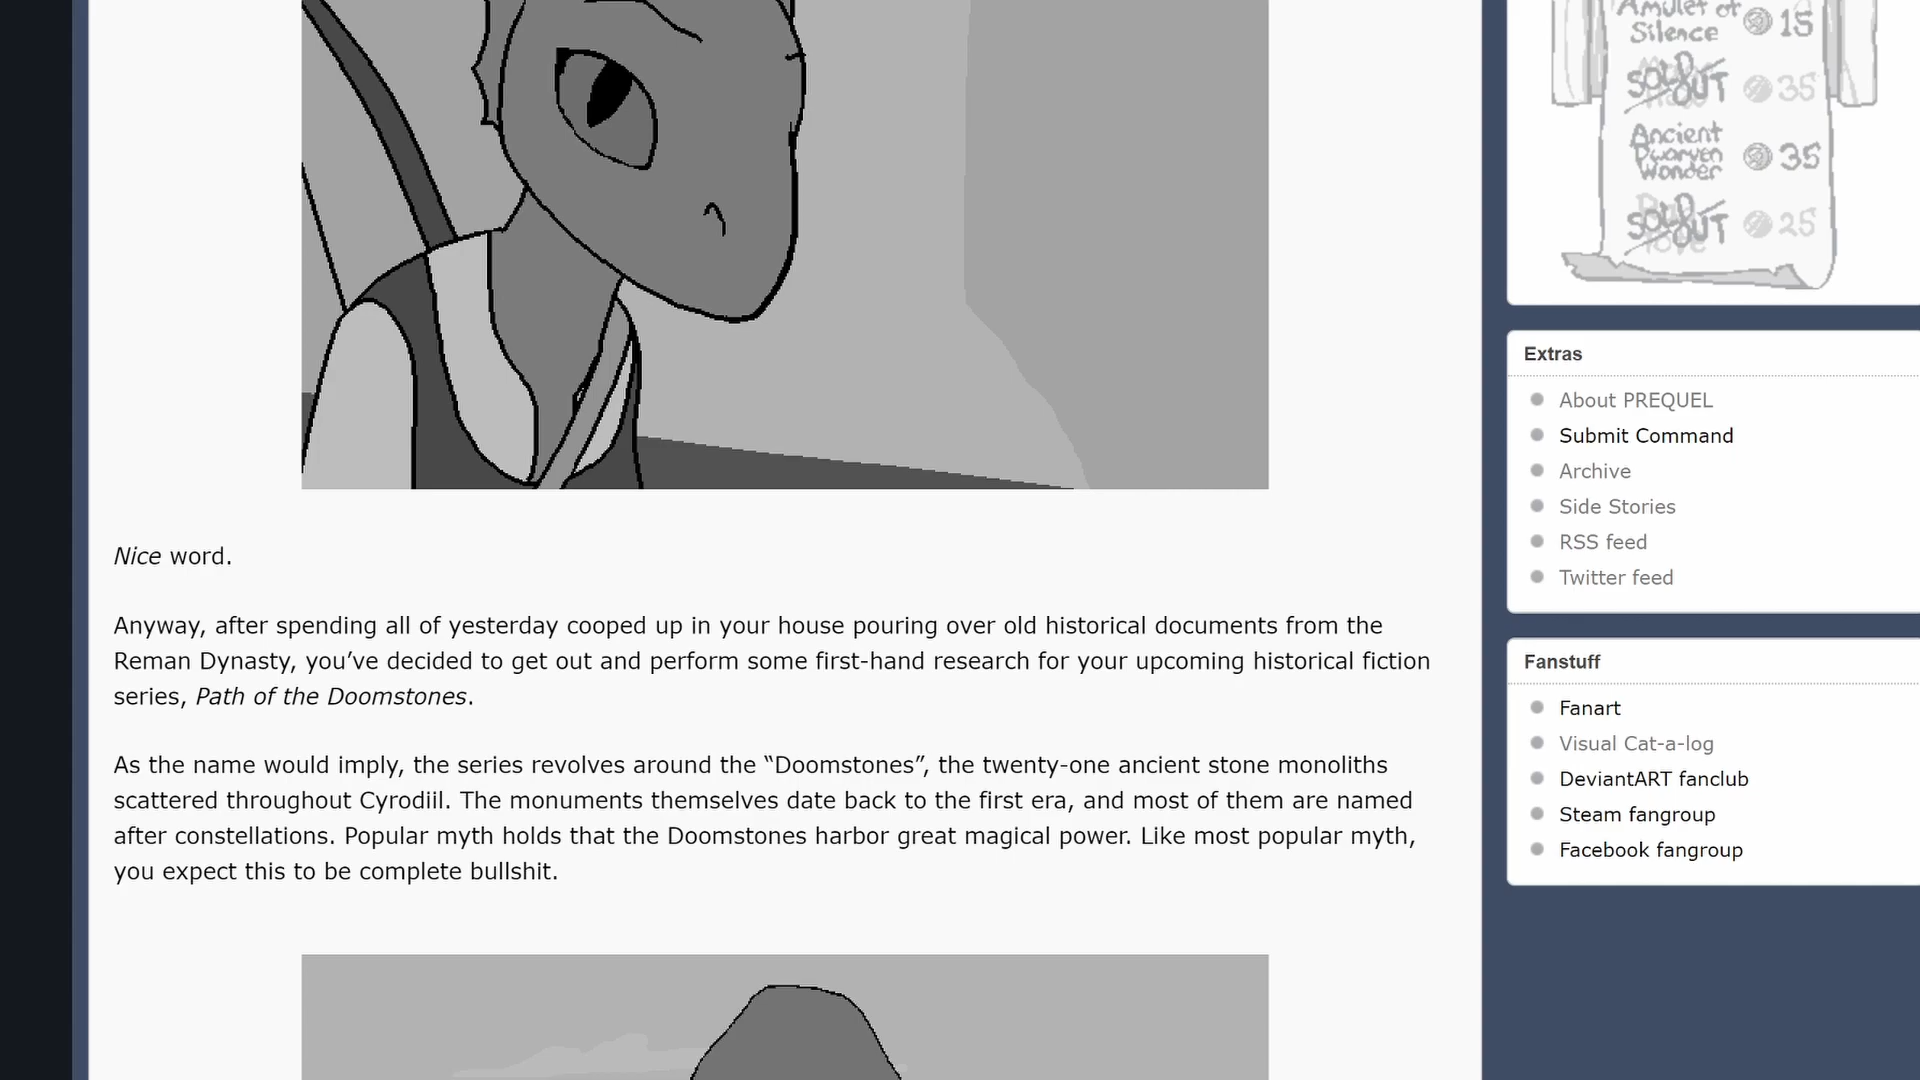 Nice word.
Anyway, after spending all of yesterday cooped up in your house pouring over old historical documents from the
Reman Dynasty, you’ve decided to get out and perform some first-hand research for your upcoming historical fiction
series, Path of the Doomstones.
As the name would imply, the series revolves around the “Doomstones”, the twenty-one ancient stone monoliths
scattered throughout Cyrodiil. The monuments themselves date back to the first era, and most of them are named
after constellations. Popular myth holds that the Doomstones harbor great magical power. Like most popular myth,
you expect this to be complete bullshit.
Amulet of
Silence 15
SOLD
OUT 35
Ancient
Dwarven
Wonder 35
SOLD
OUT 25
Extras
About PREQUEL
Submit Command
Archive
Side Stories
RSS feed
Twitter feed
Fanstuff
Fanart
Visual Cat-a-log
DeviantART fanclub
Steam fangroup
Facebook fangroup